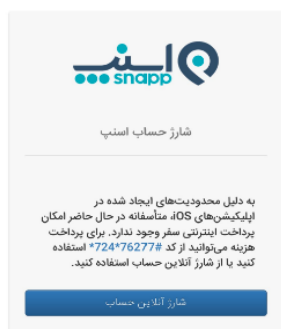 اسنپ
snapp
شارژ حساب اسنپ
به دلیل محدودیت‌های ایجاد شده در
اپلیکیشن‌های iOS، متأسفانه در حال حاضر امکان
پرداخت اینترنتی سفر وجود ندارد. برای پرداخت
هزینه می‌توانید از کد ‎*724*76277#‎ استفاده
کنید یا از شارژ آنلاین حساب استفاده کنید.
شارژ آنلاین حساب